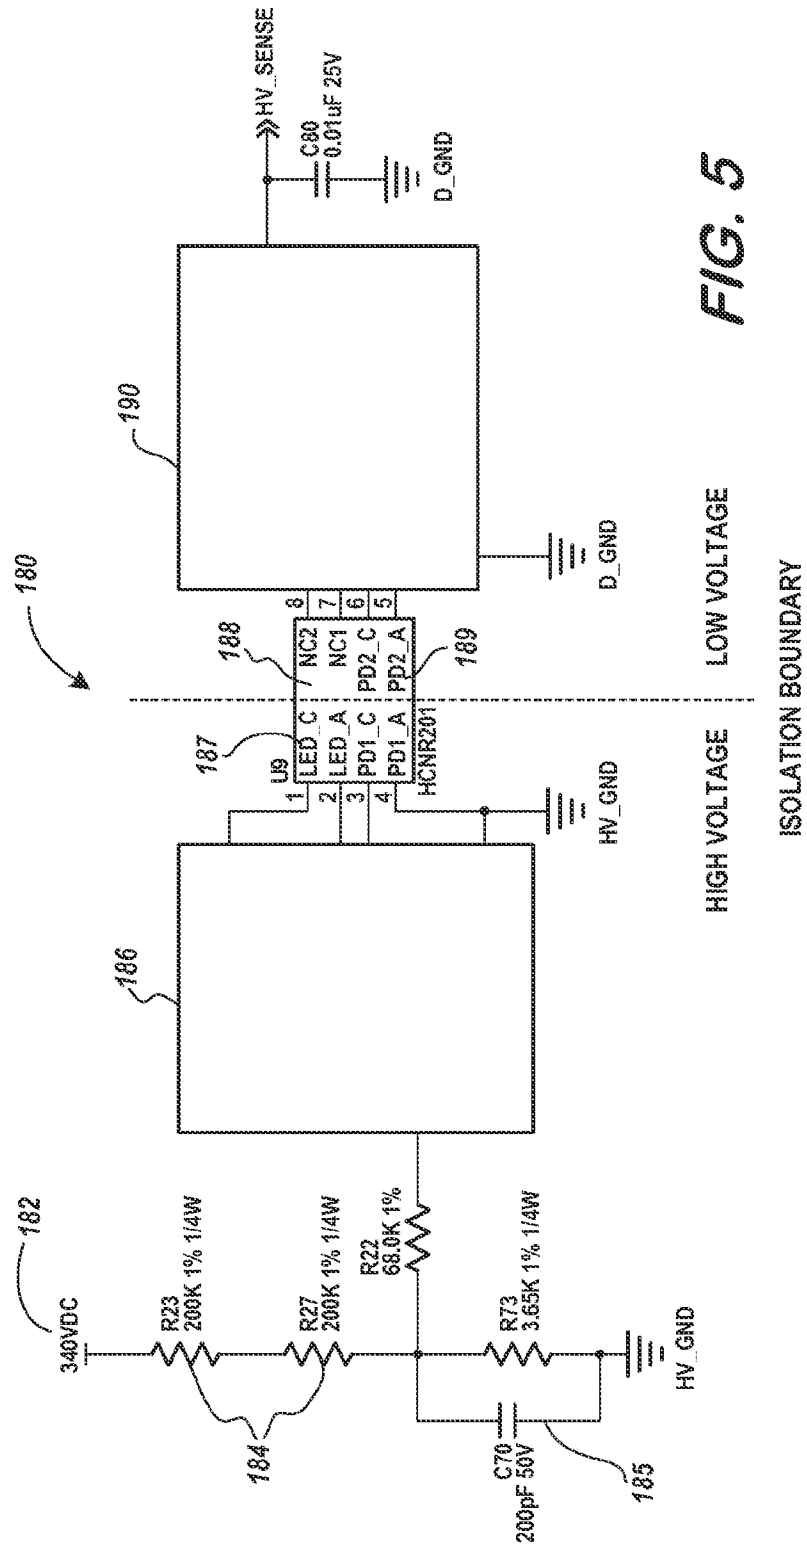 180
182
340VDC
R23
200K 1% 1/4W
184
R27
200K 1% 1/4W
R22
68.0K 1%
C70
200pF 50V
185
R73
3.65K 1% 1/4W
HV_GND
186
U9
187
188
1 LED_C NC2 8
2 LED_A NC1 7
3 PD1_C PD2_C 6
4 PD1_A PD2_A 5
HCNR201
189
HV_GND
190
D_GND
HV_SENSE
C80
0.01uF 25V
D_GND
HIGH VOLTAGE
LOW VOLTAGE
ISOLATION BOUNDARY
FIG. 5